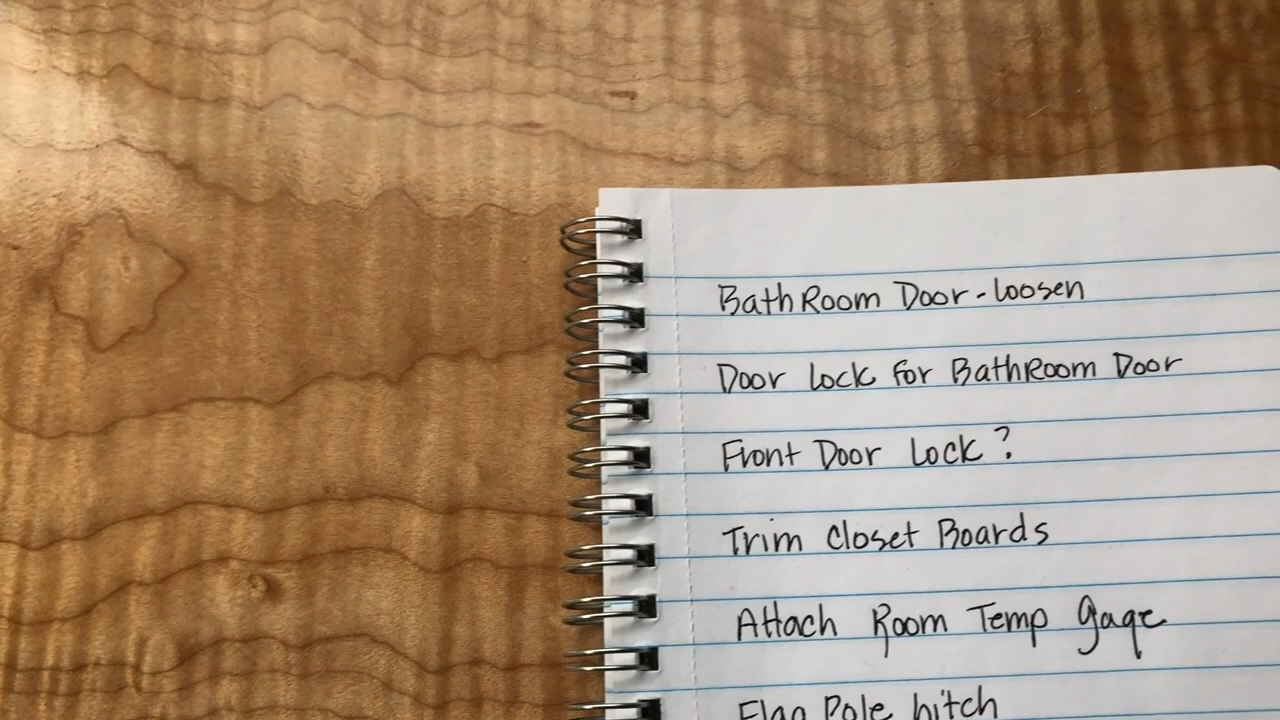 BathRoom Door - loosen
Door lock for BathRoom Door
Front Door Lock?
Trim Closet Boards
Attach Room Temp Gage
Flag Pole hitch